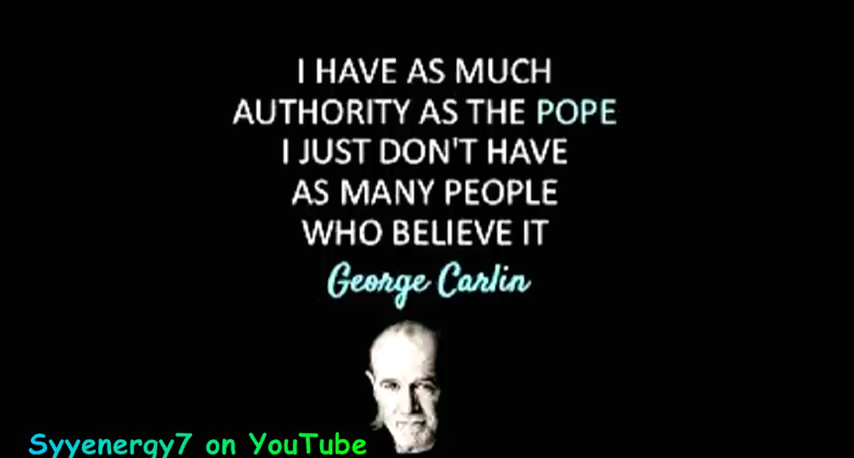 I HAVE AS MUCH
AUTHORITY AS THE POPE
I JUST DON'T HAVE
AS MANY PEOPLE
WHO BELIEVE IT
George Carlin
Syyenergy7 on YouTube